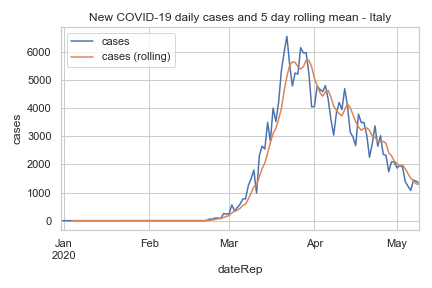 New COVID-19 daily cases and 5 day rolling mean - Italy
cases
cases (rolling)
6000
5000
4000
3000
2000
1000
0
cases
Jan
2020
Feb
Mar
Apr
May
dateRep